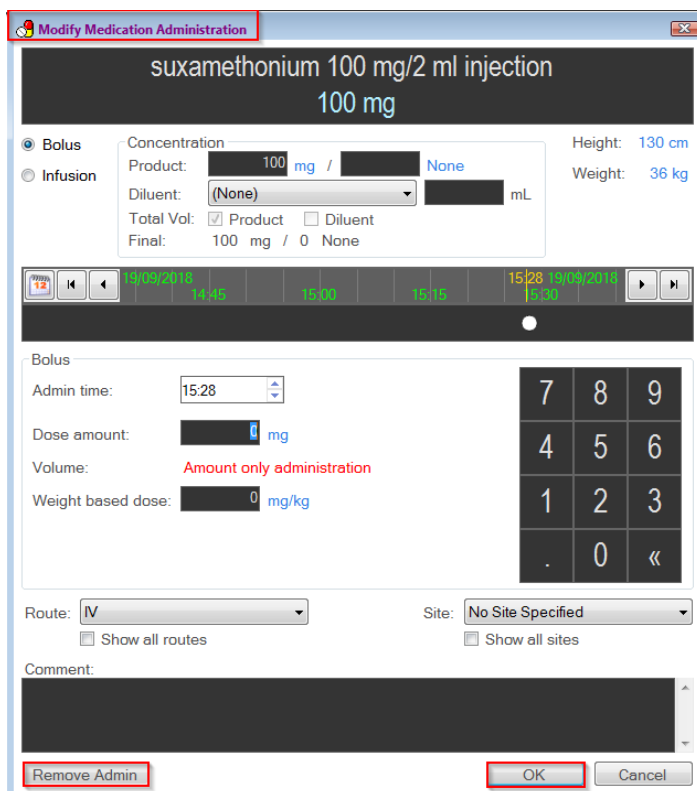 Modify Medication Administration
suxamethonium 100 mg/2 ml injection
100 mg
Bolus
Infusion
Concentration
Product: 100 mg / None
Diluent: (None) mL
Total Vol: Product Diluent
Final: 100 mg / 0 None
Height: 130 cm
Weight: 36 kg
12
19/09/2018 15:28 19/09/2018
14:45 15:00 15:15 15:30
Bolus
Admin time: 15:28
Dose amount: 0 mg
Volume: Amount only administration
Weight based dose: 0 mg/kg
7 8 9
4 5 6
1 2 3
. 0 «
Route: IV
Show all routes
Site: No Site Specified
Show all sites
Comment:
Remove Admin OK Cancel